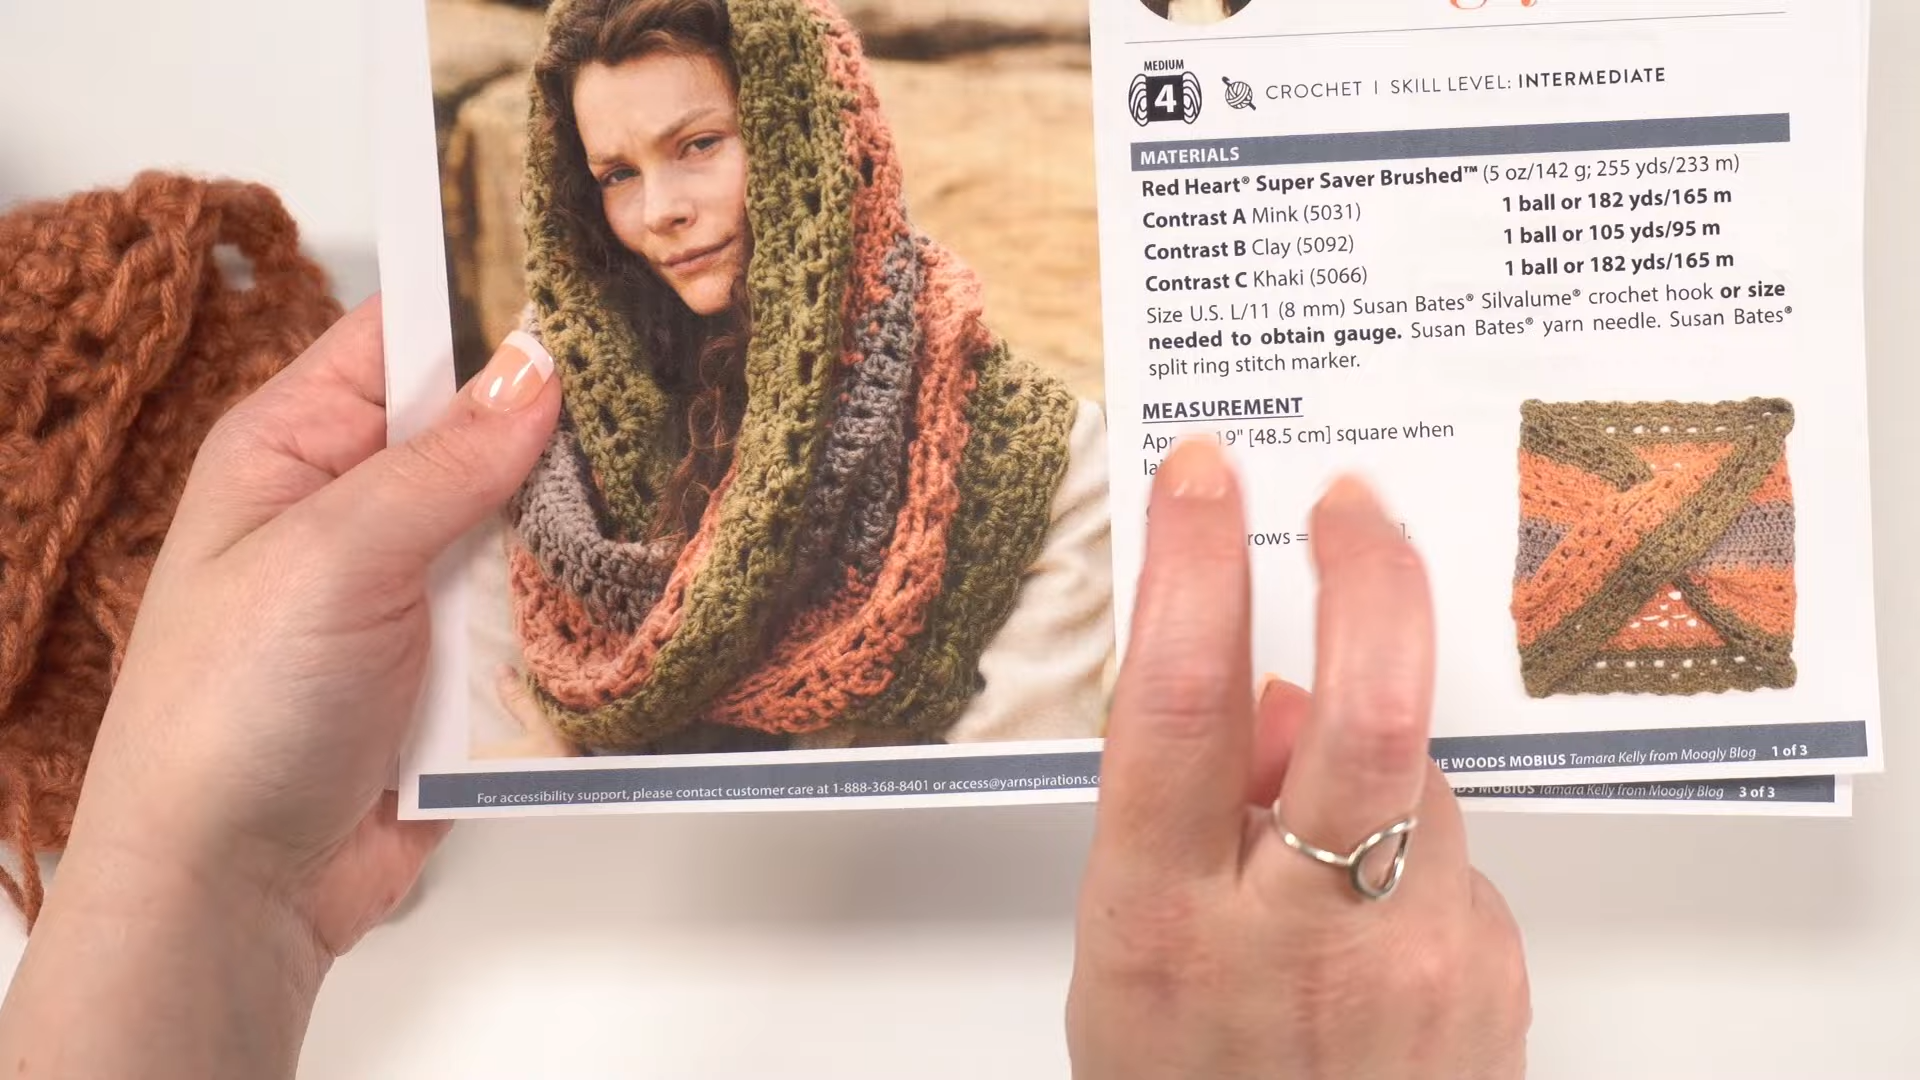 MEDIUM
4
CROCHET | SKILL LEVEL: INTERMEDIATE
MATERIALS
Red Heart® Super Saver Brushed™ (5 oz/142 g; 255 yds/233 m)
Contrast A Mink (5031) 1 ball or 182 yds/165 m
Contrast B Clay (5092) 1 ball or 105 yds/95 m
Contrast C Khaki (5066) 1 ball or 182 yds/165 m
Size U.S. L/11 (8 mm) Susan Bates® Silvalume® crochet hook or size
needed to obtain gauge. Susan Bates® yarn needle. Susan Bates®
split ring stitch marker.
MEASUREMENT
19" [48.5 cm] square when
rows =
For accessibility support, please contact customer care at 1-888-368-8401 or access@yarnspirations.c
WOODS MOBIUS Tamara Kelly from Moogly Blog 1 of 3
MOBIUS Tamara Kelly from Moogly Blog 3 of 3